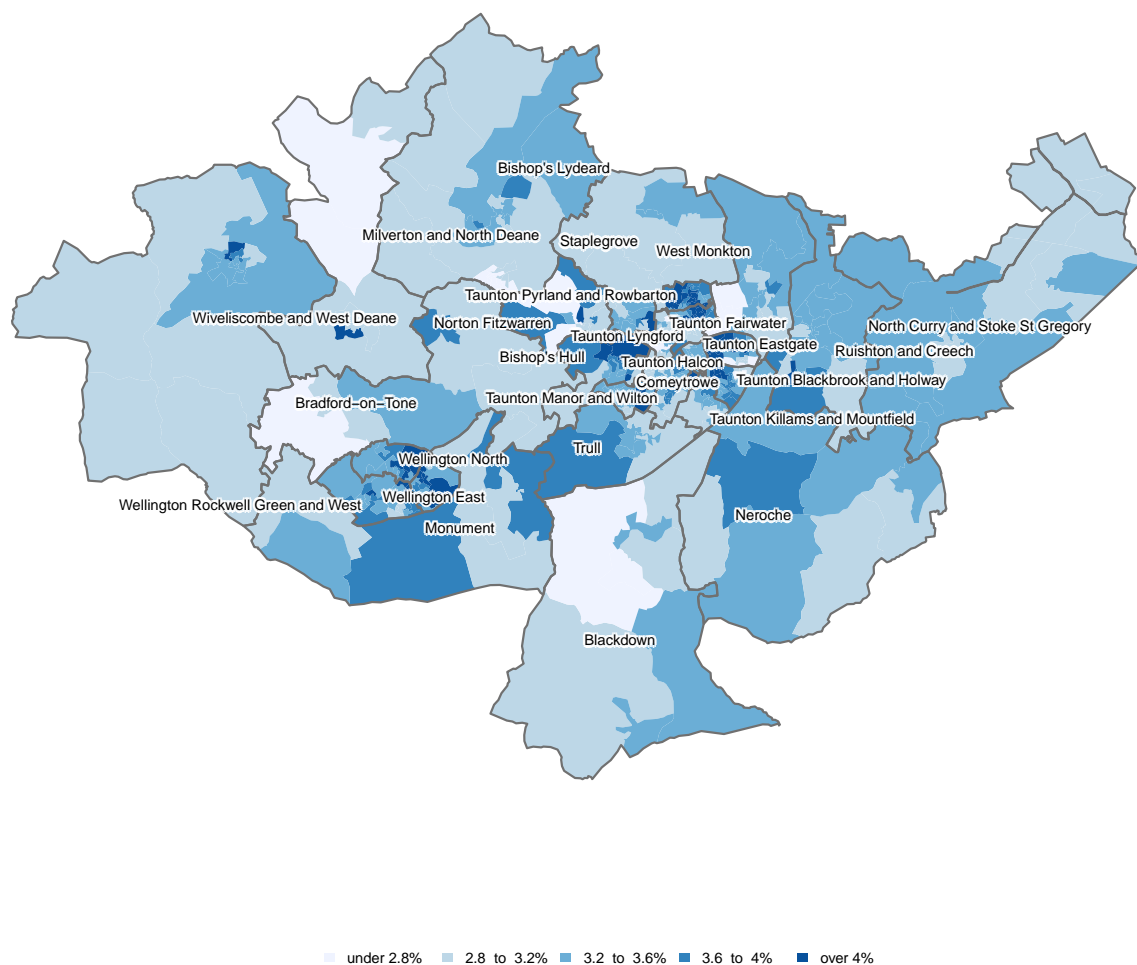 Bishop's Lydeard
Milverton and North Deane
Staplegrove
West Monkton
Taunton Pyrland and Rowbarton
Wiveliscombe and West Deane
Norton Fitzwarren
Taunton Fairwater
North Curry and Stoke St Gregory
Taunton Lyngford
Taunton Eastgate
Ruishton and Creech
Bishop's Hull
Taunton Halcon
Comeytrowe
Taunton Blackbrook and Holway
Bradford−on−Tone
Taunton Manor and Wilton
Taunton Killams and Mountfield
Trull
Wellington North
Wellington Rockwell Green and West
Wellington East
Monument
Neroche
Blackdown
under 2.8% 2.8 to 3.2% 3.2 to 3.6% 3.6 to 4% over 4%